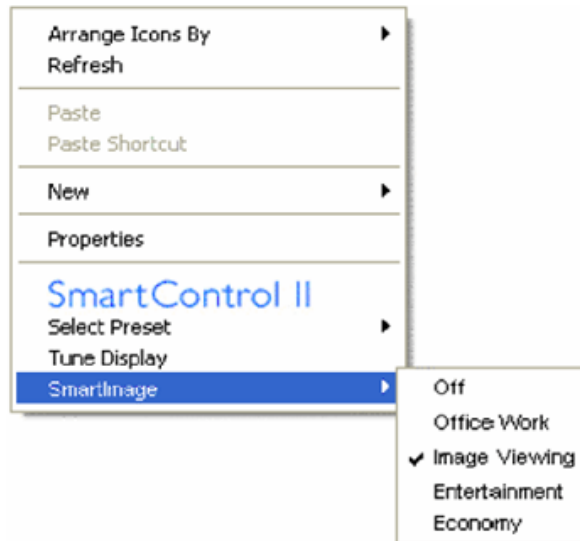 Arrange Icons By
Refresh
Paste
Paste Shortcut
New
Properties
SmartControl II
Select Preset
Tune Display
SmartImage
Off
Office Work
Image Viewing
Entertainment
Economy